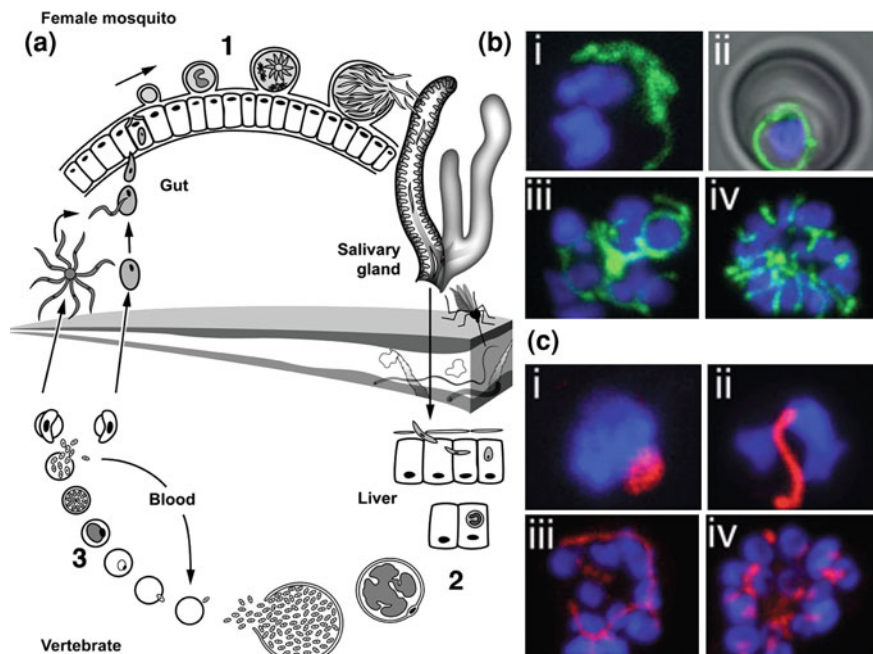 Female mosquito
(a)
1
Gut
Salivary
gland
Blood
Liver
3
2
Vertebrate
(b)
i
ii
iii
iv
(c)
i
ii
iii
iv